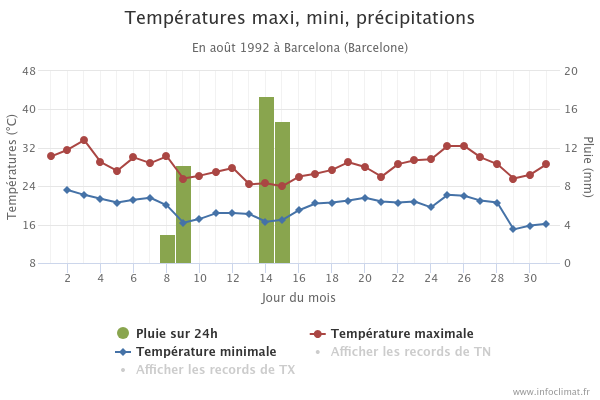 Températures maxi, mini, précipitations
En août 1992 à Barcelona (Barcelone)
48 20
40 16
32 12
24 8
16 4
8 0
Températures (°C)
Pluie (mm)
2 4 6 8 10 12 14 16 18 20 22 24 26 28 30
Jour du mois
Pluie sur 24h Température maximale
Température minimale Afficher les records de TN
Afficher les records de TX
www.infoclimat.fr